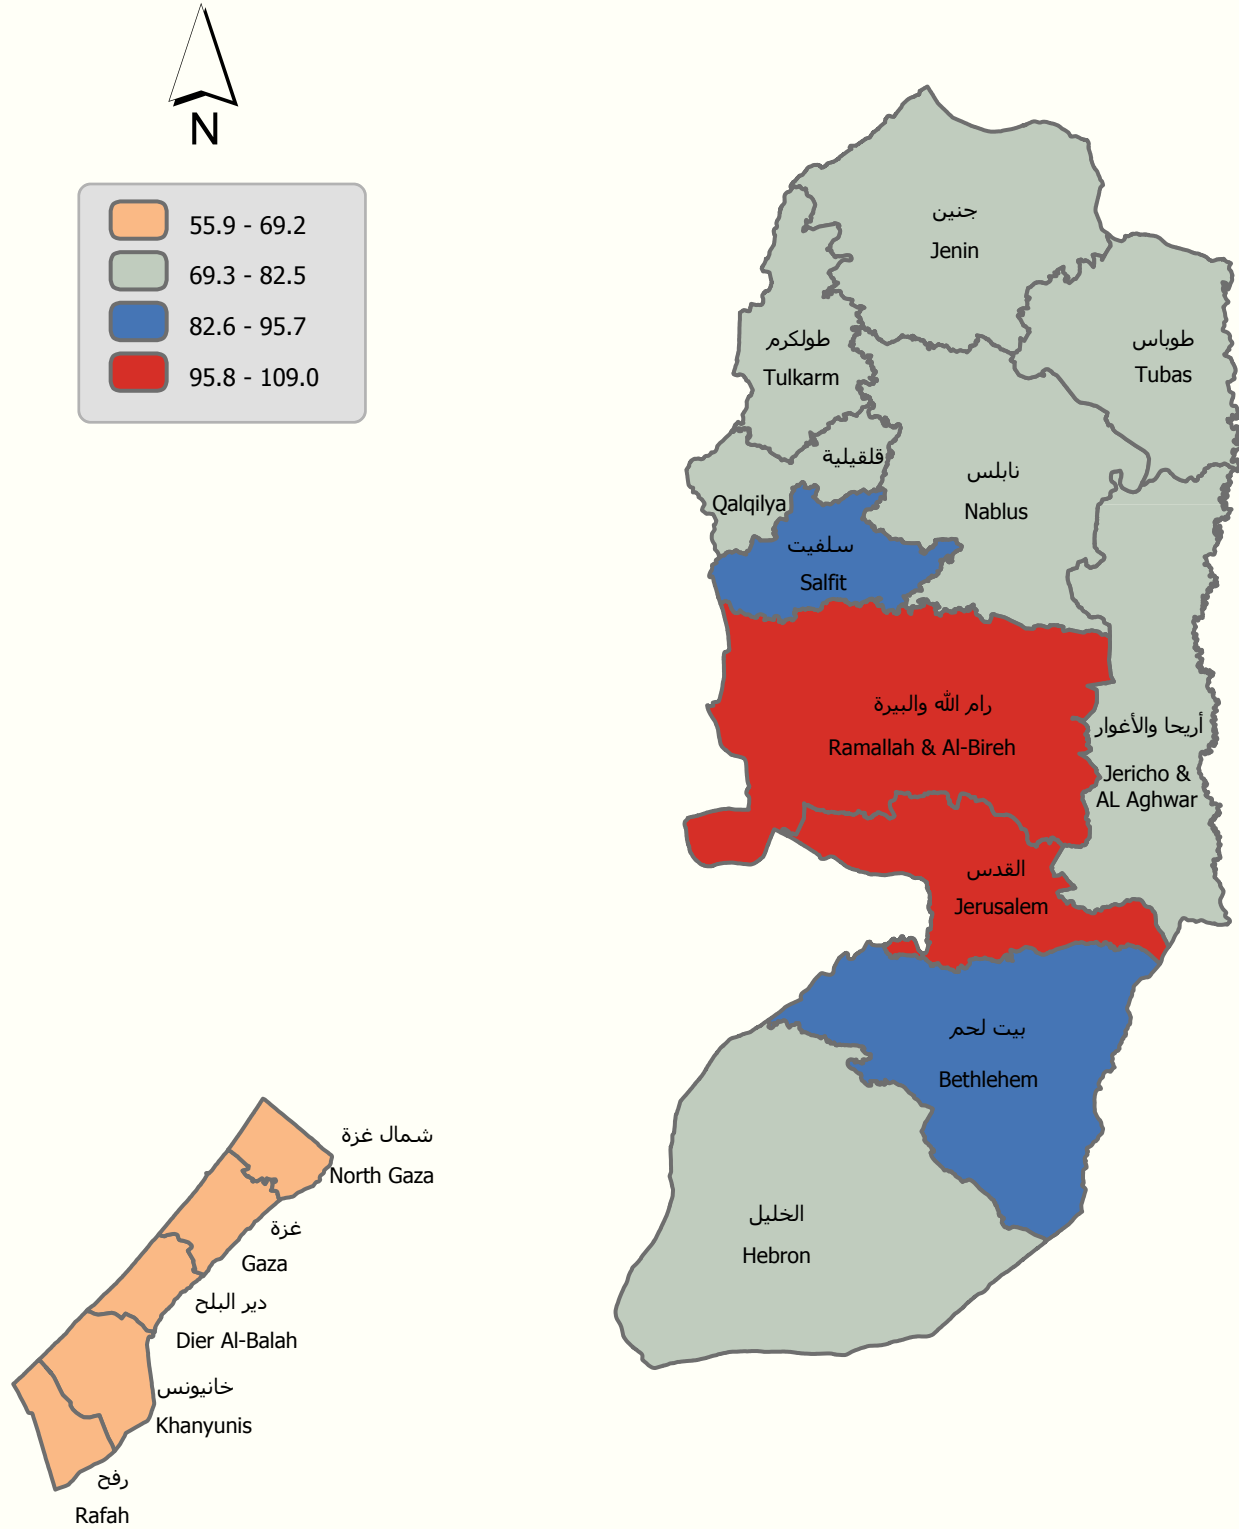 N
55.9 - 69.2
69.3 - 82.5
82.6 - 95.7
95.8 - 109.0
جنين
Jenin
طوباس
Tubas
طولكرم
Tulkarm
قلقيلية
Qalqilya
نابلس
Nablus
سلفيت
Salfit
رام الله والبيرة
Ramallah & Al-Bireh
أريحا والأغوار
Jericho &
AL Aghwar
القدس
Jerusalem
بيت لحم
Bethlehem
الخليل
Hebron
شمال غزة
North Gaza
غزة
Gaza
دير البلح
Dier Al-Balah
خانيونس
Khanyunis
رفح
Rafah